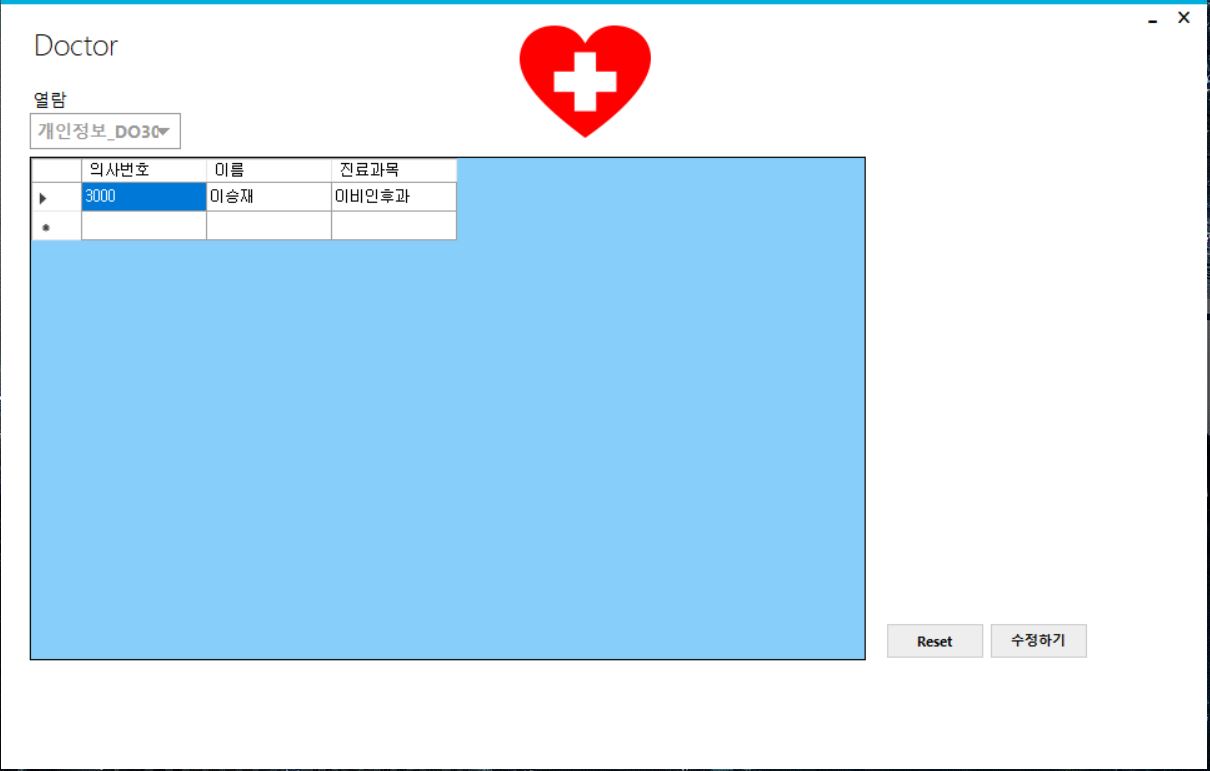 Doctor
열람
개인정보_DO30
의사번호 이름 진료과목
3000 이승재 이비인후과
Reset 수정하기